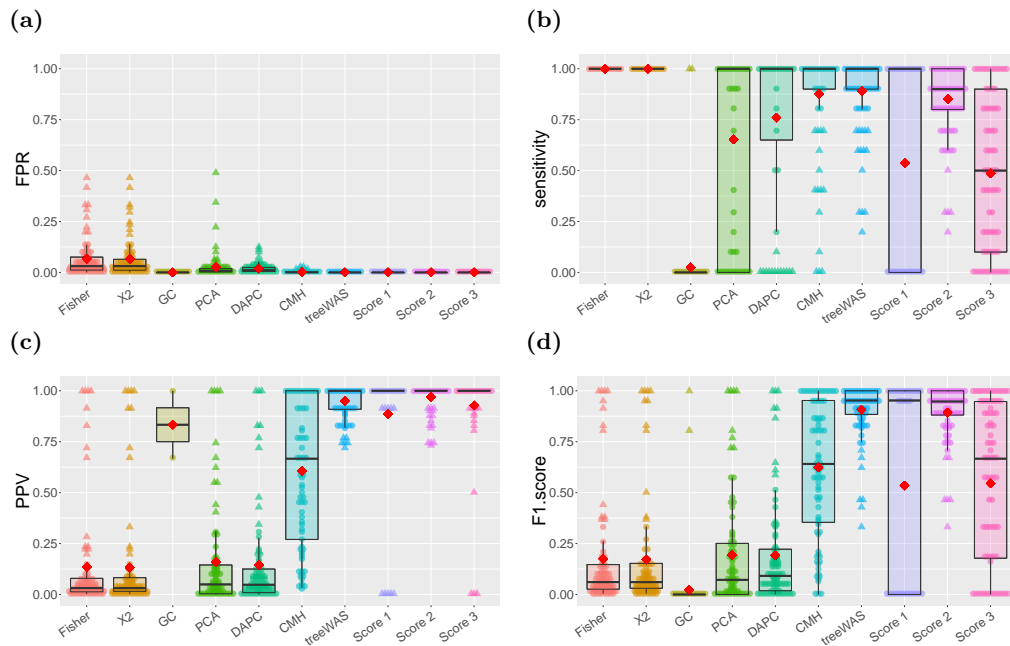 (a)
FPR
1.00
0.75
0.50
0.25
0.00
Fisher
X2
GC
PCA
DAPC
CMH
treeWAS
Score 1
Score 2
Score 3
(b)
sensitivity
1.00
0.75
0.50
0.25
0.00
Fisher
X2
GC
PCA
DAPC
CMH
treeWAS
Score 1
Score 2
Score 3
(c)
PPV
1.00
0.75
0.50
0.25
0.00
Fisher
X2
GC
PCA
DAPC
CMH
treeWAS
Score 1
Score 2
Score 3
(d)
F1.score
1.00
0.75
0.50
0.25
0.00
Fisher
X2
GC
PCA
DAPC
CMH
treeWAS
Score 1
Score 2
Score 3